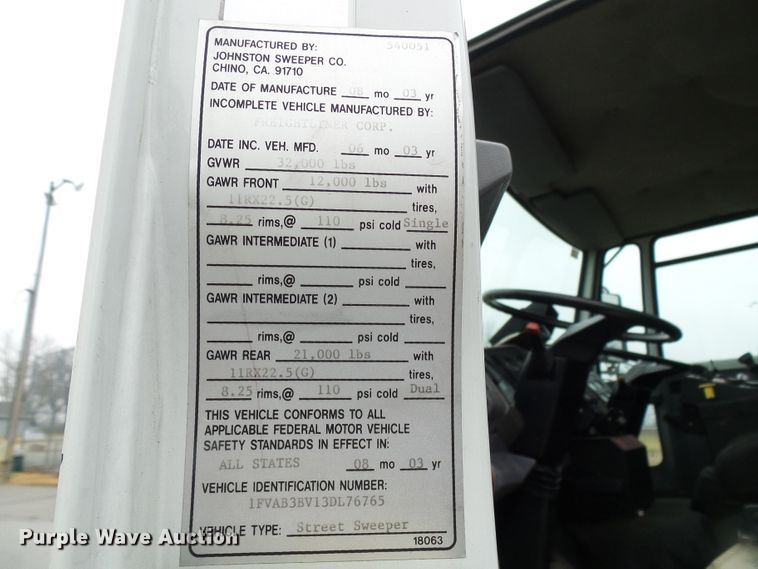 MANUFACTURED BY: 540051
JOHNSTON SWEEPER CO.
CHINO, CA. 91710
DATE OF MANUFACTURE 08 mo 03 yr
INCOMPLETE VEHICLE MANUFACTURED BY:
FREIGHTLINER CORP.
DATE INC. VEH. MFD. 06 mo 03 yr
GVWR 32,000 lbs
GAWR FRONT 12,000 lbs with
11RX22.5(G) tires,
8.25 rims,@ 110 psi cold Single
GAWR INTERMEDIATE (1) with
tires,
rims,@ psi cold
GAWR INTERMEDIATE (2) with
tires,
rims,@ psi cold
GAWR REAR 21,000 lbs with
11RX22.5(G) tires,
8.25 rims,@ 110 psi cold Dual
THIS VEHICLE CONFORMS TO ALL
APPLICABLE FEDERAL MOTOR VEHICLE
SAFETY STANDARDS IN EFFECT IN:
ALL STATES 08 mo 03 yr
VEHICLE IDENTIFICATION NUMBER:
1FVAB3BV13DL76765
VEHICLE TYPE: Street Sweeper
18063
Purple Wave Auction